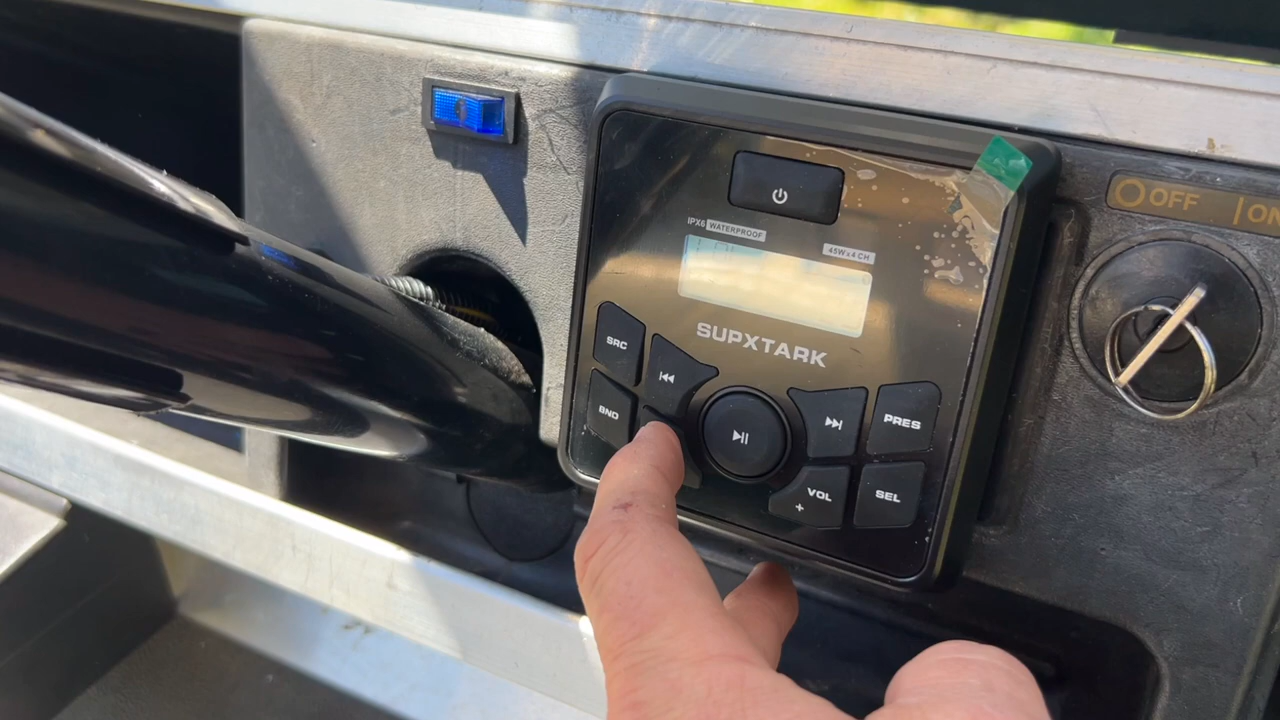 IPX6 WATERPROOF
45W x 4 CH
SUPXTARK
SRC
BND
PRES
VOL
+
SEL
OFF
ON